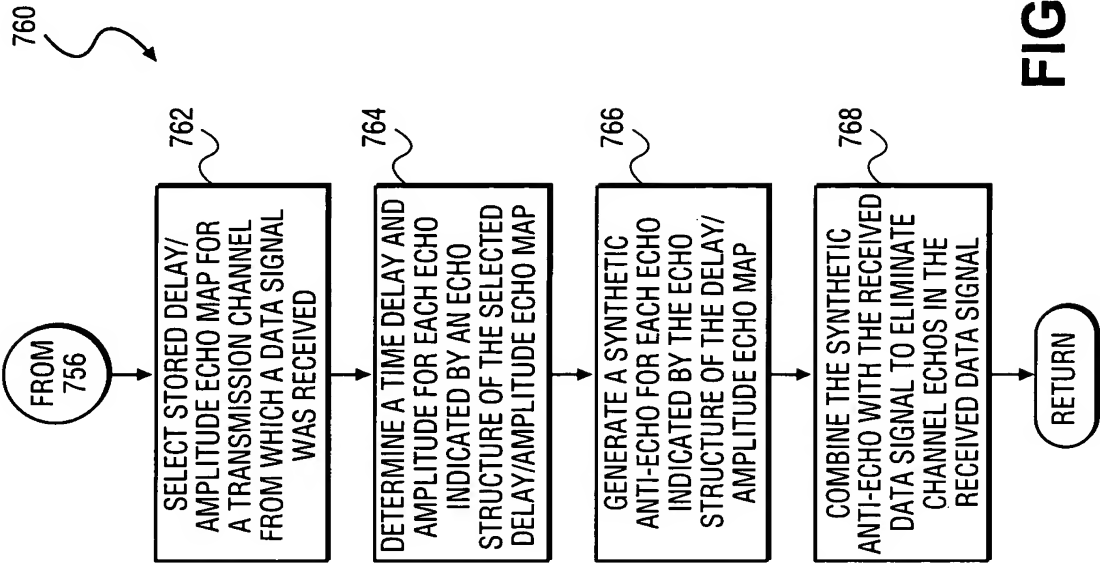 760
FROM
756
762
SELECT STORED DELAY/
AMPLITUDE ECHO MAP FOR
A TRANSMISSION CHANNEL
FROM WHICH A DATA SIGNAL
WAS RECEIVED
764
DETERMINE A TIME DELAY AND
AMPLITUDE FOR EACH ECHO
INDICATED BY AN ECHO
STRUCTURE OF THE SELECTED
DELAY/AMPLITUDE ECHO MAP
766
GENERATE A SYNTHETIC
ANTI-ECHO FOR EACH ECHO
INDICATED BY THE ECHO
STRUCTURE OF THE DELAY/
AMPLITUDE ECHO MAP
768
COMBINE THE SYNTHETIC
ANTI-ECHO WITH THE RECEIVED
DATA SIGNAL TO ELIMINATE
CHANNEL ECHOS IN THE
RECEIVED DATA SIGNAL
RETURN
FIG